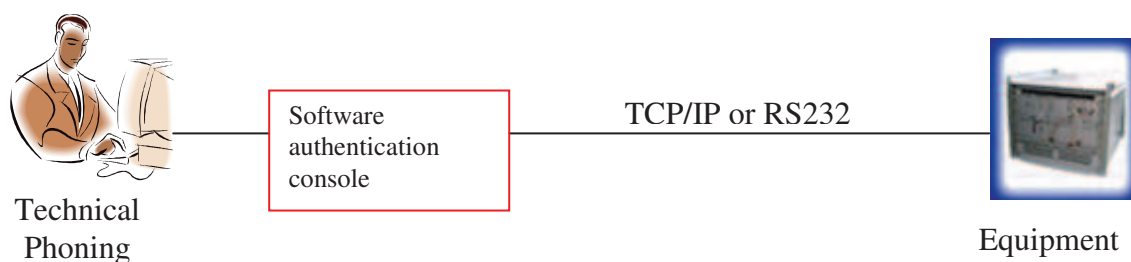 Software
authentication
console
TCP/IP or RS232
Technical
Phoning
Equipment